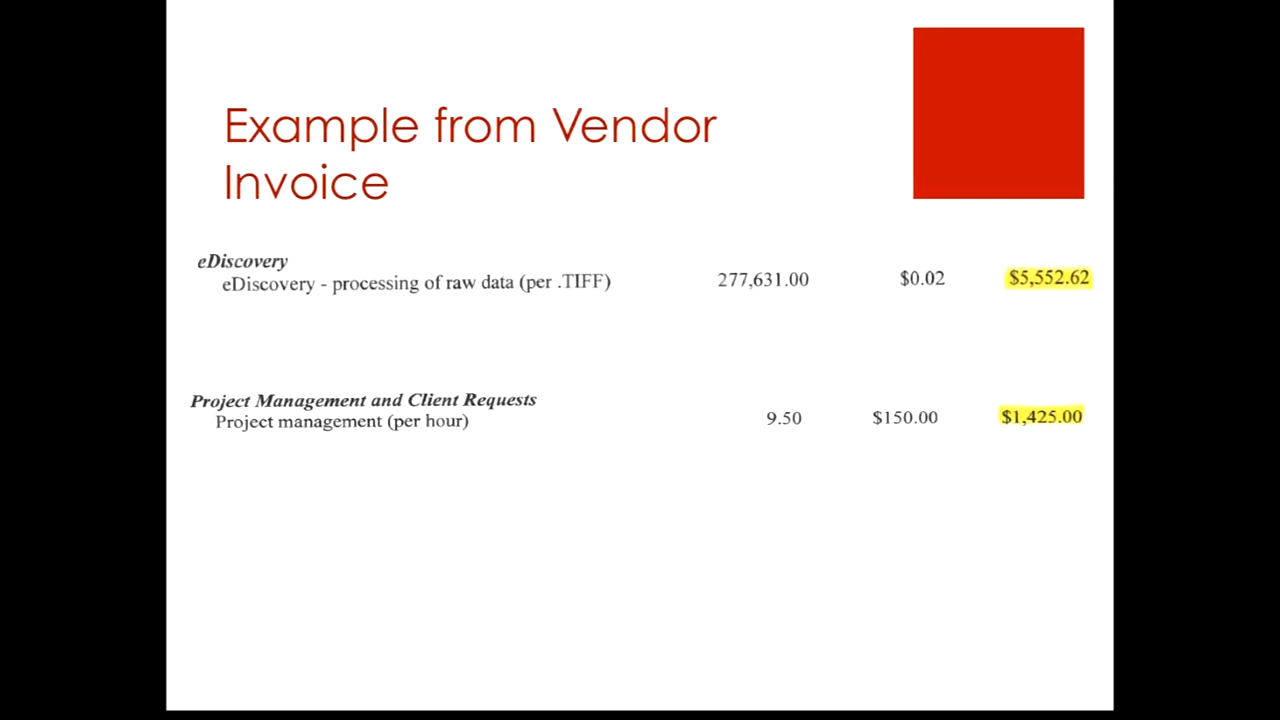 Example from Vendor
Invoice
eDiscovery
eDiscovery - processing of raw data (per .TIFF) 277,631.00 $0.02 $5,552.62
Project Management and Client Requests
Project management (per hour) 9.50 $150.00 $1,425.00